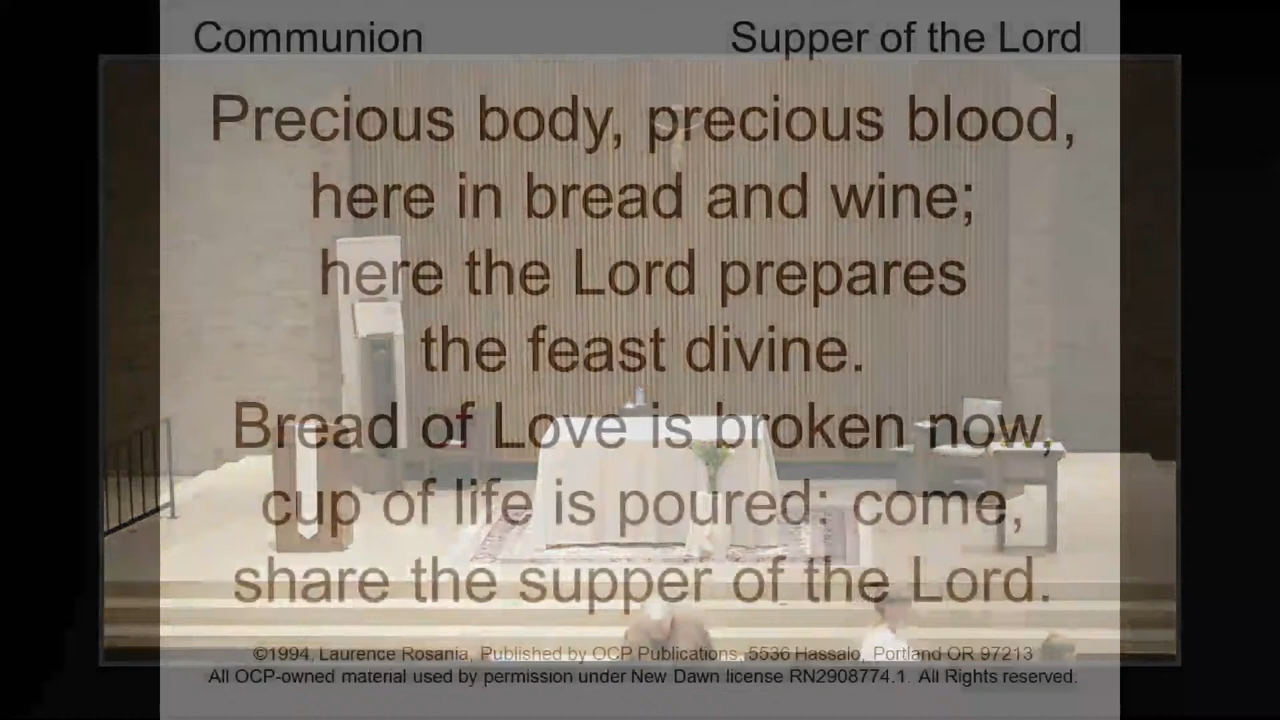 Communion Supper of the Lord
Precious body, precious blood,
here in bread and wine;
here the Lord prepares
the feast divine.
Bread of Love is broken now,
cup of life is poured: come,
share the supper of the Lord.
©1994, Laurence Rosania, Published by OCP Publications, 5536 Hassalo, Portland OR 97213
All OCP-owned material used by permission under New Dawn license RN2908774.1. All Rights reserved.